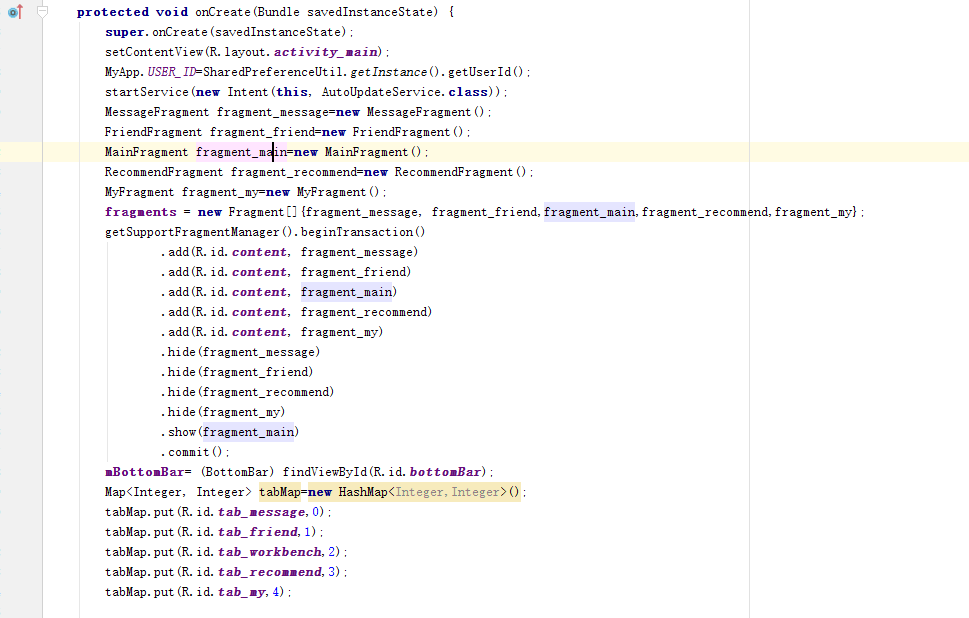 protected void onCreate(Bundle savedInstanceState) {
super.onCreate(savedInstanceState);
setContentView(R.layout.activity_main);
MyApp.USER_ID=SharedPreferenceUtil.getInstance().getUserId();
startService(new Intent(this, AutoUpdateService.class));
MessageFragment fragment_message=new MessageFragment();
FriendFragment fragment_friend=new FriendFragment();
MainFragment fragment_main=new MainFragment();
RecommendFragment fragment_recommend=new RecommendFragment();
MyFragment fragment_my=new MyFragment();
fragments = new Fragment[]{fragment_message, fragment_friend,fragment_main,fragment_recommend,fragment_my};
getSupportFragmentManager().beginTransaction()
.add(R.id.content, fragment_message)
.add(R.id.content, fragment_friend)
.add(R.id.content, fragment_main)
.add(R.id.content, fragment_recommend)
.add(R.id.content, fragment_my)
.hide(fragment_message)
.hide(fragment_friend)
.hide(fragment_recommend)
.hide(fragment_my)
.show(fragment_main)
.commit();
mBottomBar= (BottomBar) findViewById(R.id.bottomBar);
Map<Integer, Integer> tabMap=new HashMap<Integer,Integer>();
tabMap.put(R.id.tab_message,0);
tabMap.put(R.id.tab_friend,1);
tabMap.put(R.id.tab_workbench,2);
tabMap.put(R.id.tab_recommend,3);
tabMap.put(R.id.tab_my,4);